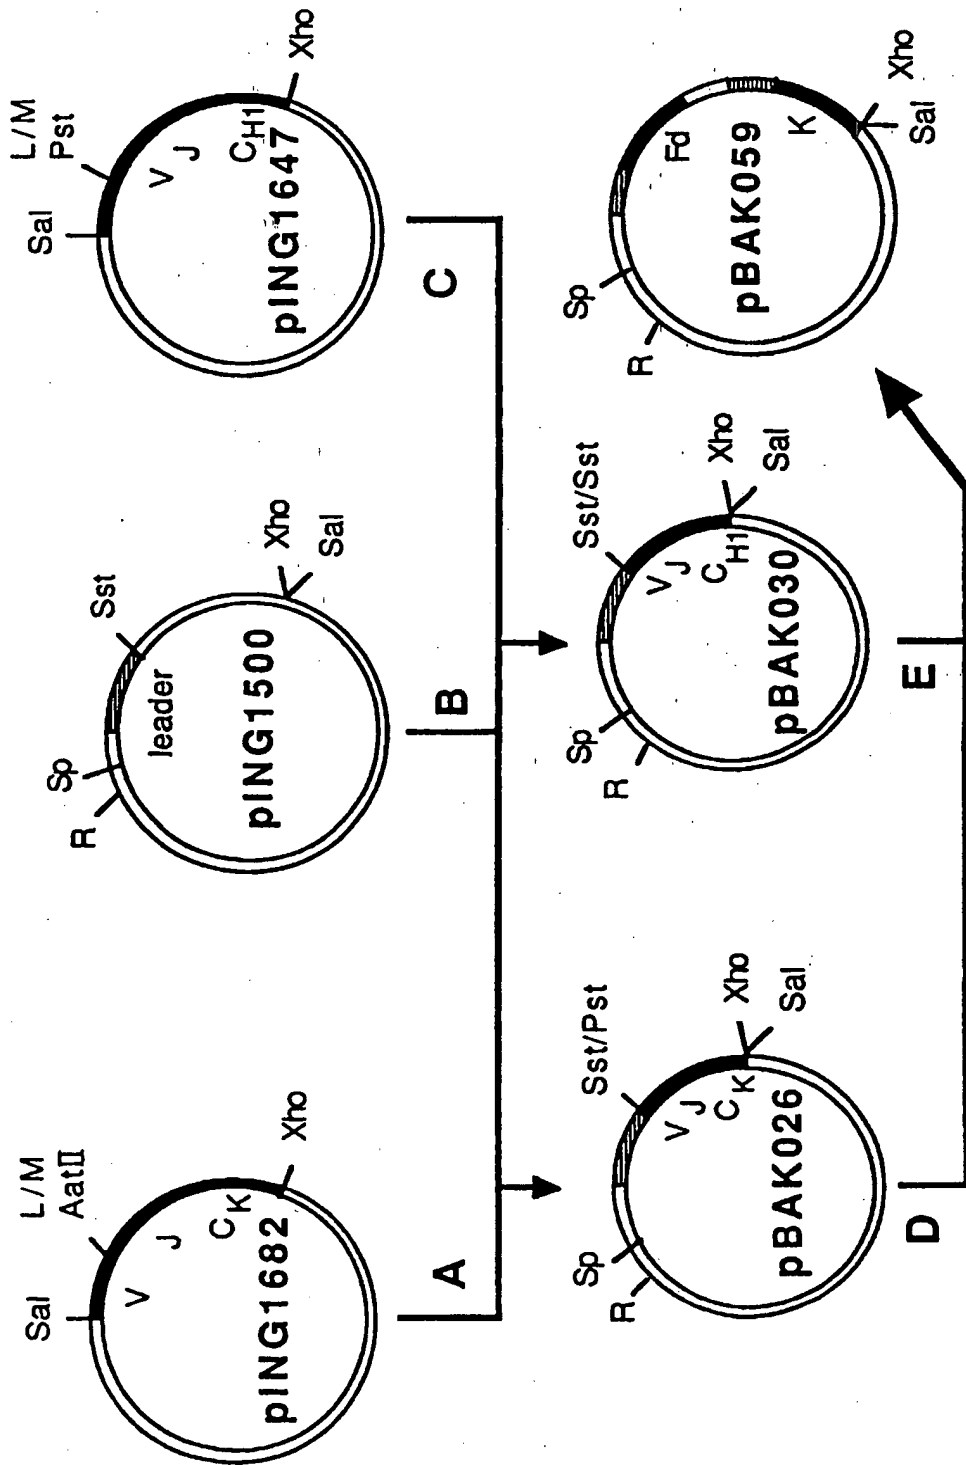 Sal
L/M
AatII
V
J
CK
Xho
pING1682
A
R
Sp
leader
Sst
Xho
Sal
pING1500
B
Sal
L/M
Pst
V
J
CH1
Xho
pING1647
C
R
Sp
Sst/Pst
V
J
CK
Xho
Sal
pBAK026
D
R
Sp
Sst/Sst
V
J
CH1
Xho
Sal
pBAK030
E
R
Sp
Fd
K
Xho
Sal
pBAK059